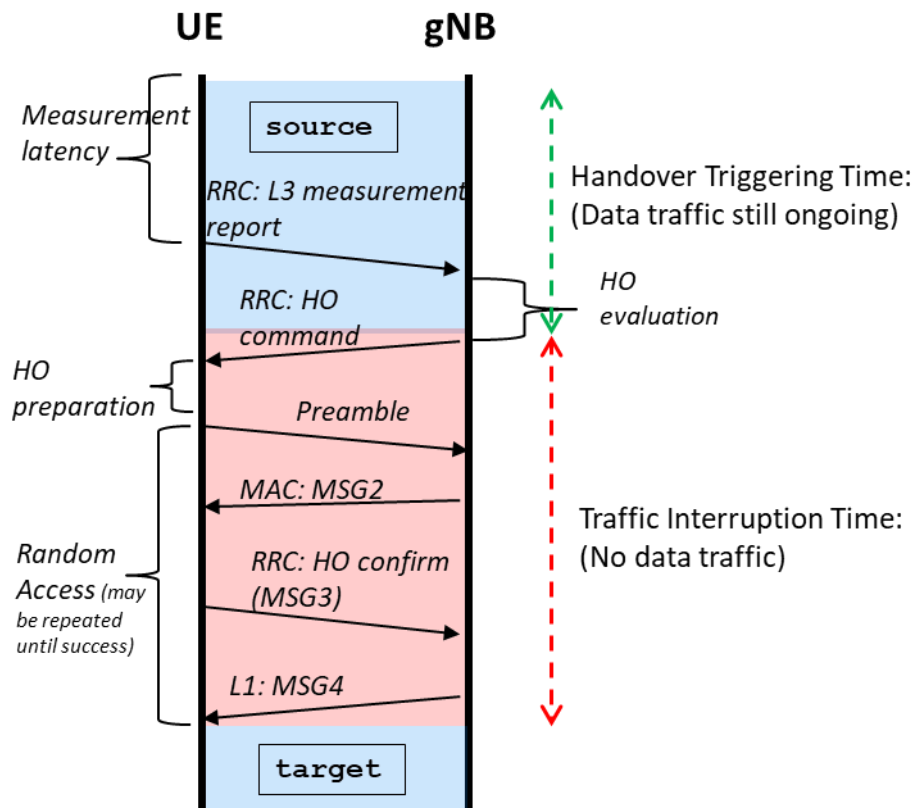 UE
gNB
Measurement
latency
source
RRC: L3 measurement
report
Handover Triggering Time:
(Data traffic still ongoing)
RRC: HO
command
HO
evaluation
HO
preparation
Preamble
MAC: MSG2
Random
Access (may
be repeated
until success)
RRC: HO confirm
(MSG3)
Traffic Interruption Time:
(No data traffic)
L1: MSG4
target